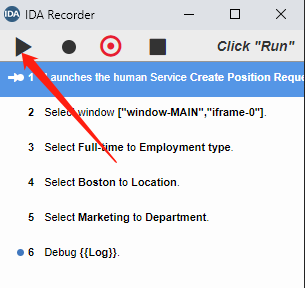 IDA IDA Recorder
Click "Run"
1 Launches the human Service Create Position Reque
2 Select window ["window-MAIN","iframe-0"].
3 Select Full-time to Employment type.
4 Select Boston to Location.
5 Select Marketing to Department.
6 Debug {{Log}}.